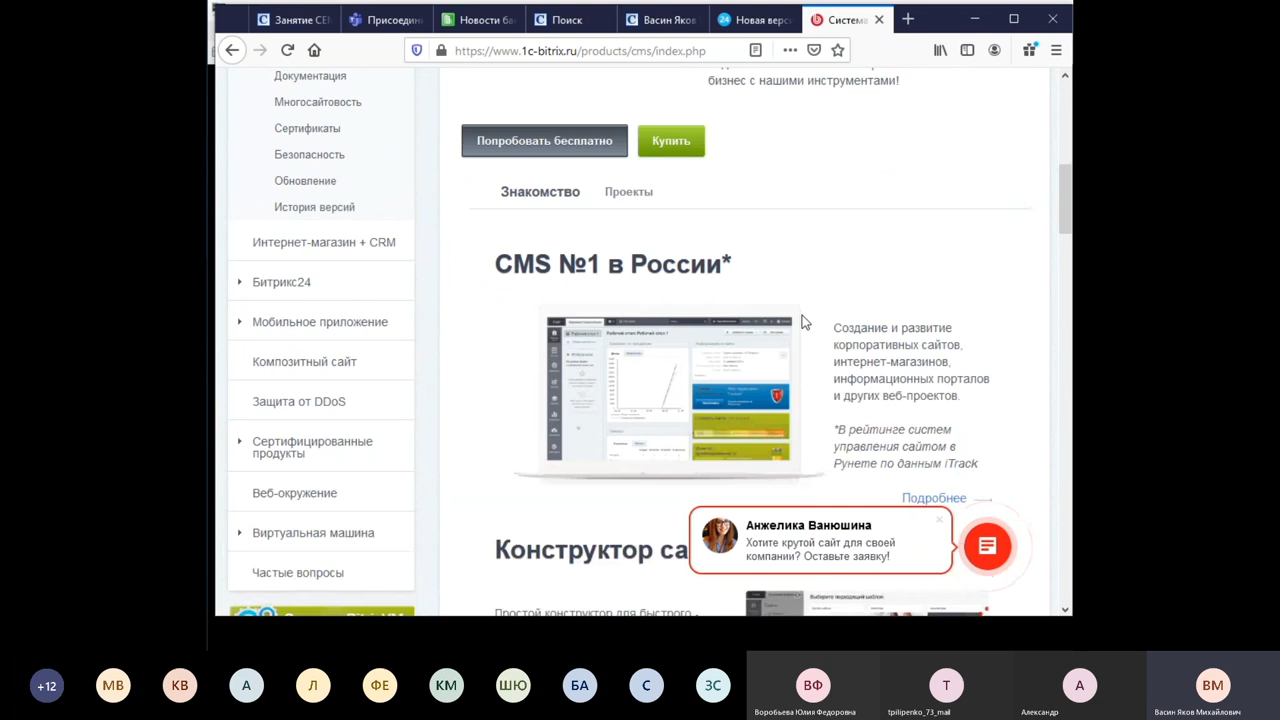 Занятие СЕ
Присоедин
Новости ба
Поиск
Васин Яков
Новая верс
Система
https://www.1c-bitrix.ru/products/cms/index.php
бизнес с нашими инструментами!
Документация
Многосайтовость
Сертификаты
Безопасность
Обновление
История версий
Интернет-магазин + CRM
Битрикс24
Мобильное приложение
Композитный сайт
Защита от DDoS
Сертифицированные
продукты
Веб-окружение
Виртуальная машина
Частые вопросы
Попробовать бесплатно
Купить
Знакомство
Проекты
CMS №1 в России*
Создание и развитие
корпоративных сайтов,
интернет-магазинов,
информационных порталов
и других веб-проектов.
*В рейтинге систем
управления сайтом в
Рунете по данным iTrack
Подробнее
Конструктор са
Анжелика Ванюшина
Хотите крутой сайт для своей
компании? Оставьте заявку!
Простой конструктор для быстрого
+12
МВ
КВ
А
Л
ФЕ
КМ
ШЮ
БА
С
ЗС
ВФ
Воробьева Юлия Федоровна
Т
tpilipenko_73_mail
А
Александр
ВМ
Васин Яков Михайлович